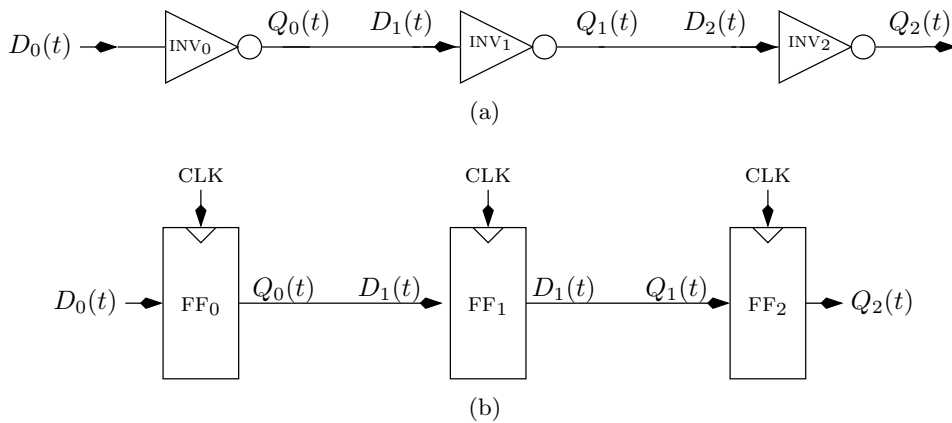 D₀(t) INV₀ Q₀(t) D₁(t) INV₁ Q₁(t) D₂(t) INV₂ Q₂(t)
(a)
CLK CLK CLK
D₀(t) FF₀ Q₀(t) D₁(t) FF₁ D₁(t) Q₁(t) FF₂ Q₂(t)
(b)